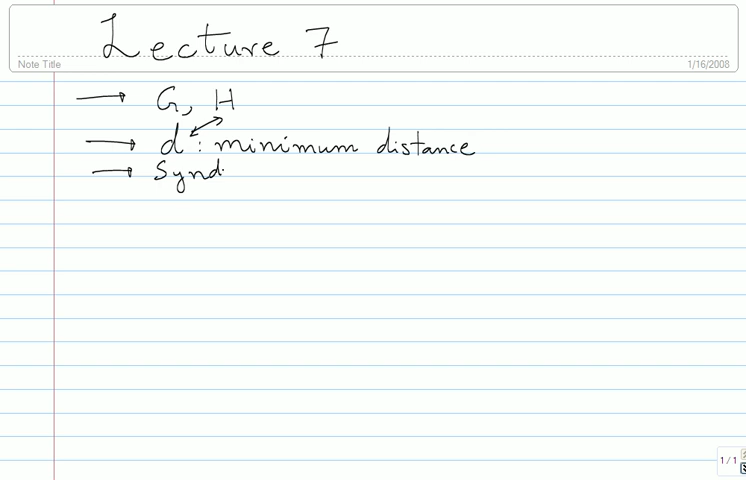 Lecture 7
Note Title
1/16/2008
→ G, H
→ d : minimum distance
→ Synd
1 / 1